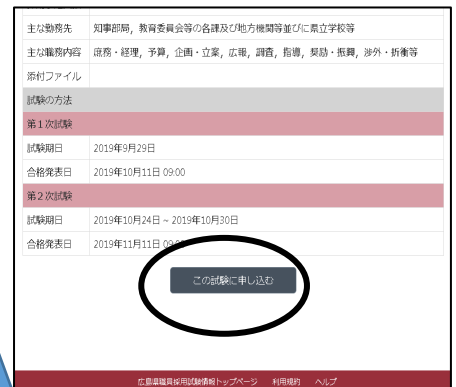 主な勤務先 知事部局，教育委員会等の各課及び地方機関等並びに県立学校等
主な職務内容 庶務・経理，予算，企画・立案，広報，調査，指導，奨励・振興，渉外・折衝等
添付ファイル
試験の方法
第１次試験
試験期日 2019年9月29日
合格発表日 2019年10月11日 09:00
第２次試験
試験期日 2019年10月24日 ~ 2019年10月30日
合格発表日 2019年11月11日
この試験に申し込む
広島県職員採用試験情報トップページ 利用規約 ヘルプ